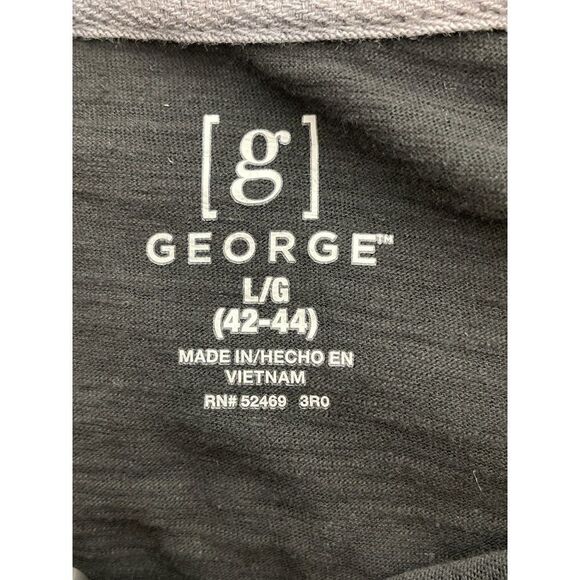 [g]
GEORGE™
L/G
(42-44)
MADE IN/HECHO EN
VIETNAM
RN# 52469 3R0